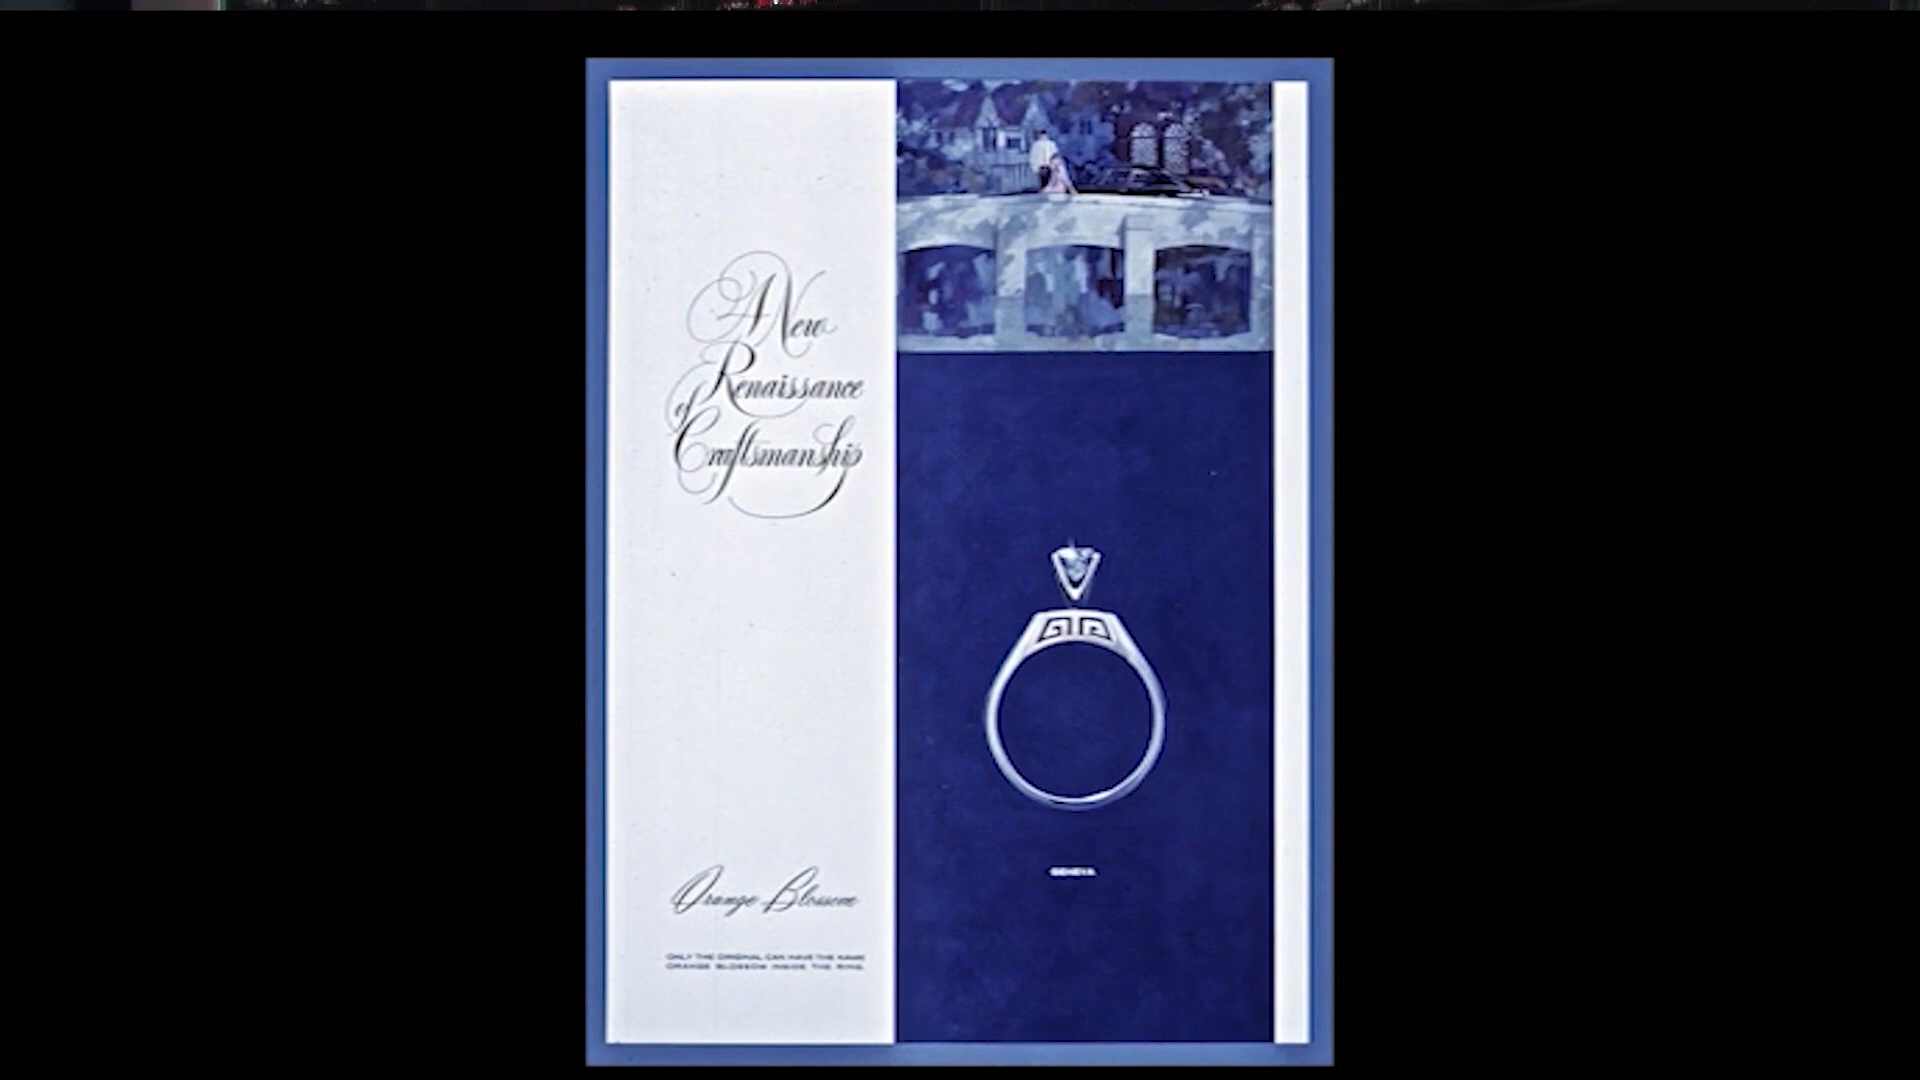 A New
Renaissance
of
Craftsmanship
Orange Blossom
ONLY THE ORIGINAL CAN HAVE THE NAME
ORANGE BLOSSOM INSIDE THE RING.
GENEVA